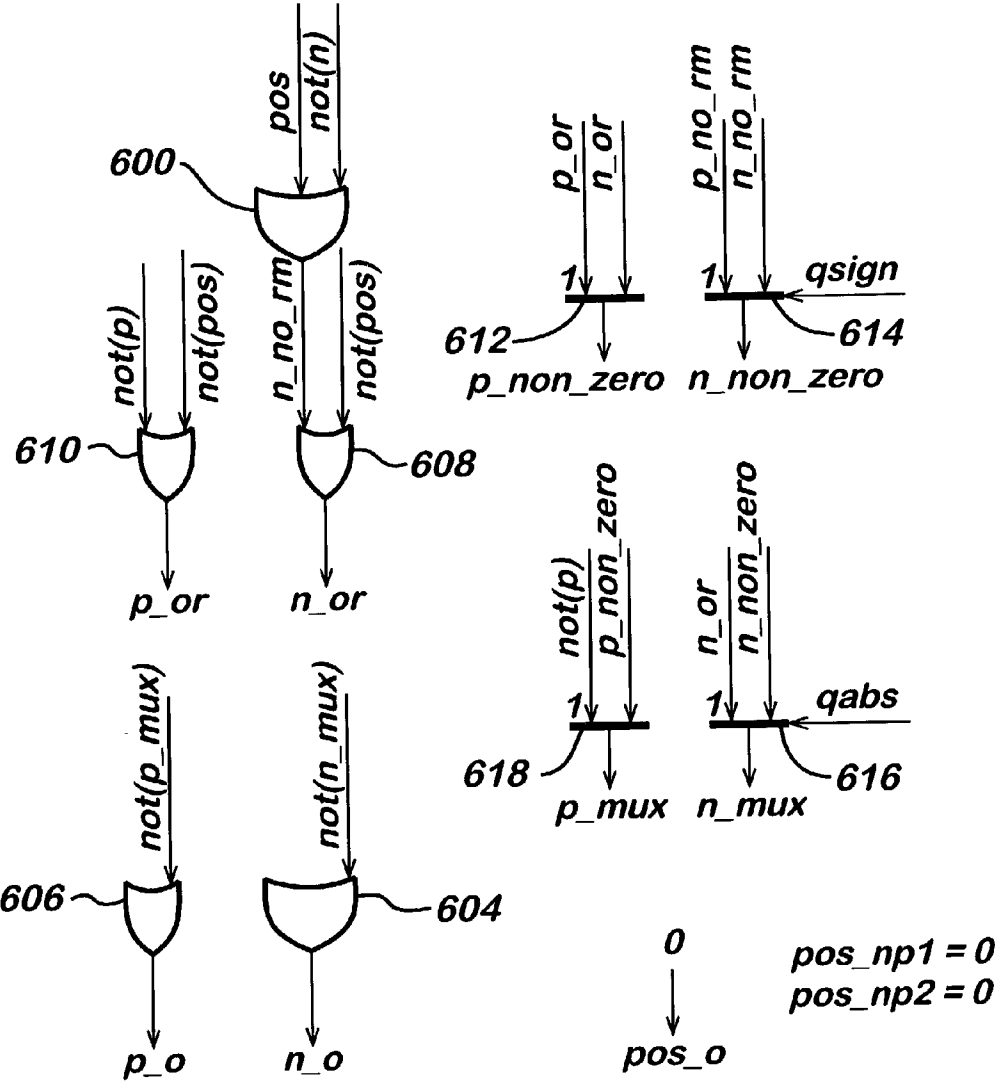 pos
not(n)
600
not(p)
not(pos)
n_no_rm
not(pos)
610
608
p_or
n_or
p_or
n_or
p_no_rm
n_no_rm
1
1
qsign
612
614
p_non_zero
n_non_zero
not(p)
p_non_zero
n_or
n_non_zero
1
1
qabs
618
616
p_mux
n_mux
not(p_mux)
not(n_mux)
606
604
p_o
n_o
0
pos_o
pos_np1 = 0
pos_np2 = 0